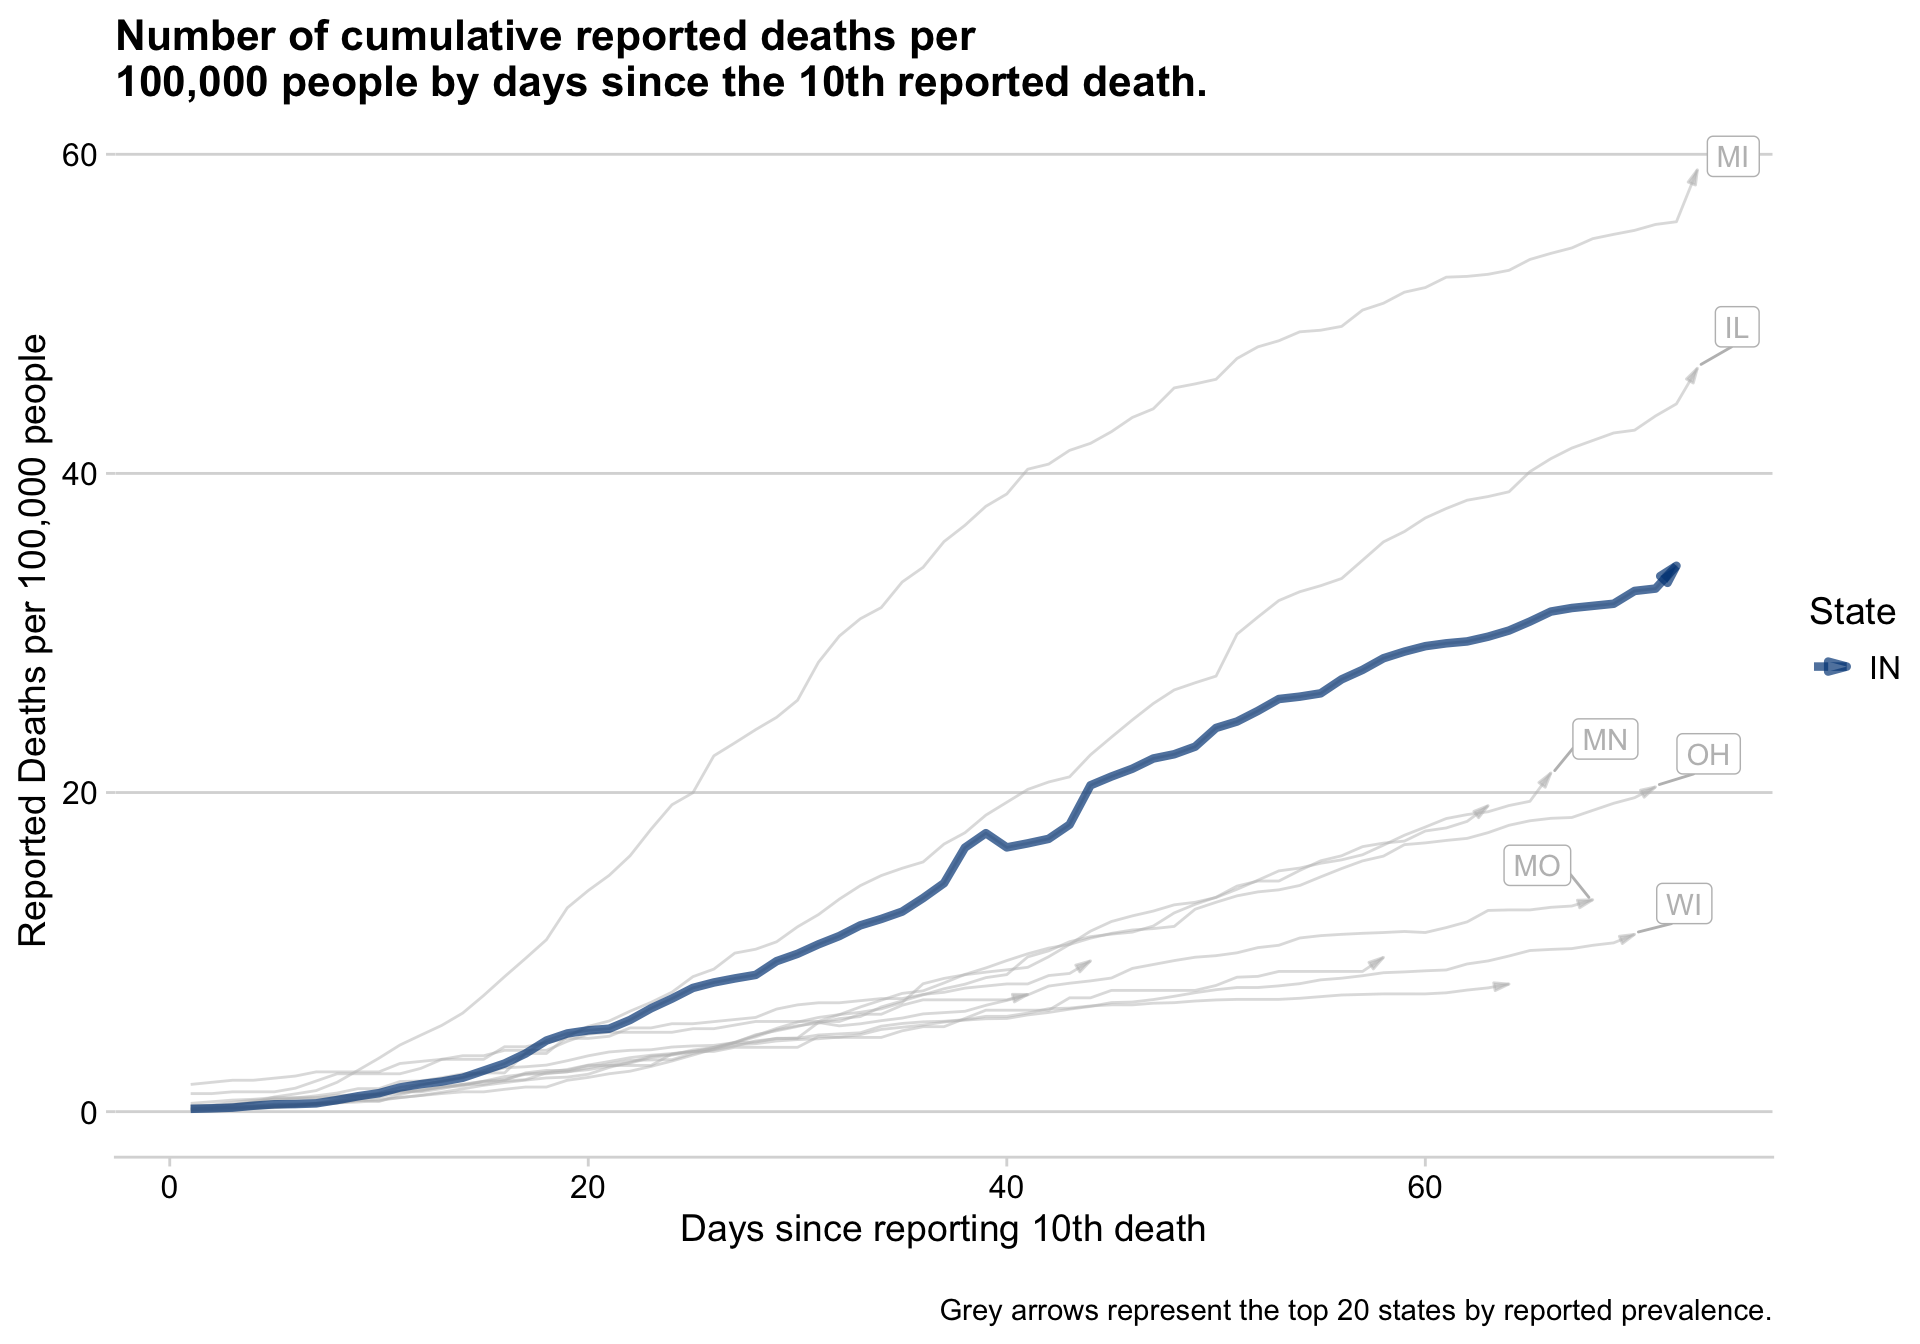 Number of cumulative reported deaths per
100,000 people by days since the 10th reported death.
60
MI
IL
40
Reported Deaths per 100,000 people
State
IN
MN
OH
20
MO
WI
0
0
20
40
60
Days since reporting 10th death
Grey arrows represent the top 20 states by reported prevalence.